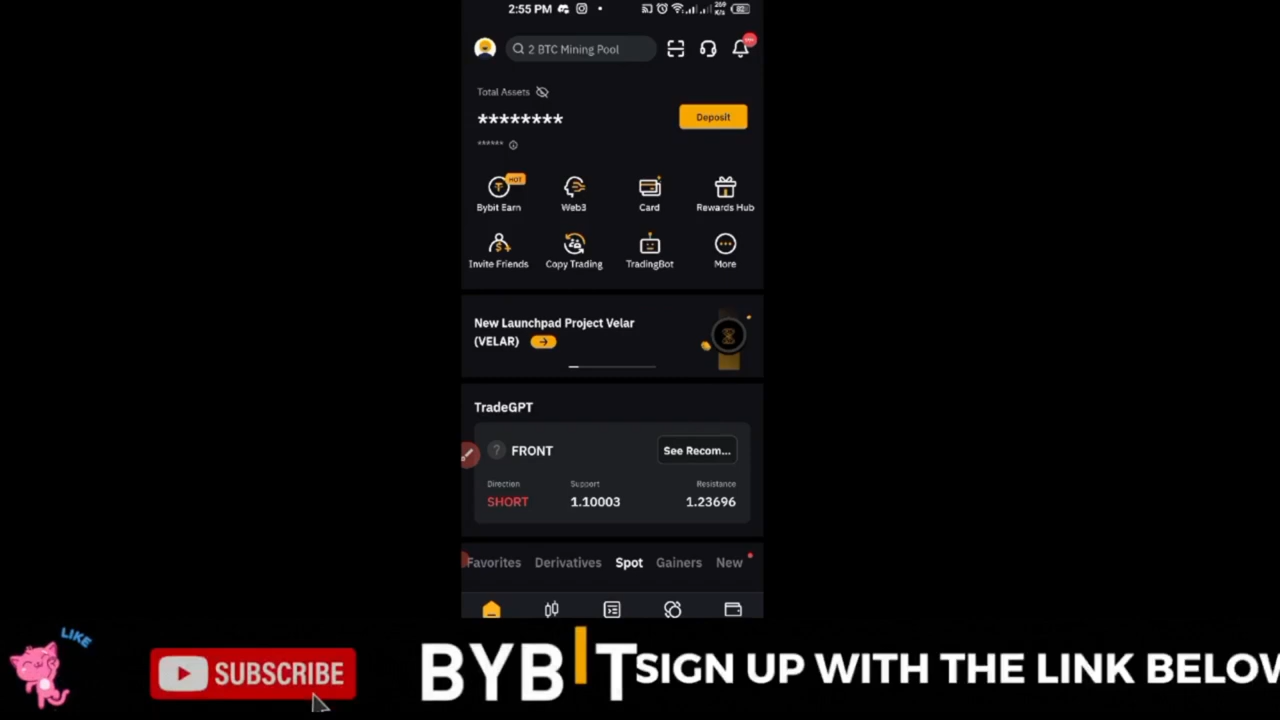 2:55 PM
269 K/s
2 BTC Mining Pool
Total Assets
********
Deposit
******
HOT
Bybit Earn
Web3
Card
Rewards Hub
Invite Friends
Copy Trading
TradingBot
More
New Launchpad Project Velar
(VELAR)
TradeGPT
? FRONT
See Recom...
Direction
Support
Resistance
SHORT
1.10003
1.23696
Favorites
Derivatives
Spot
Gainers
New
LIKE
SUBSCRIBE
BYBIT
SIGN UP WITH THE LINK BELOW